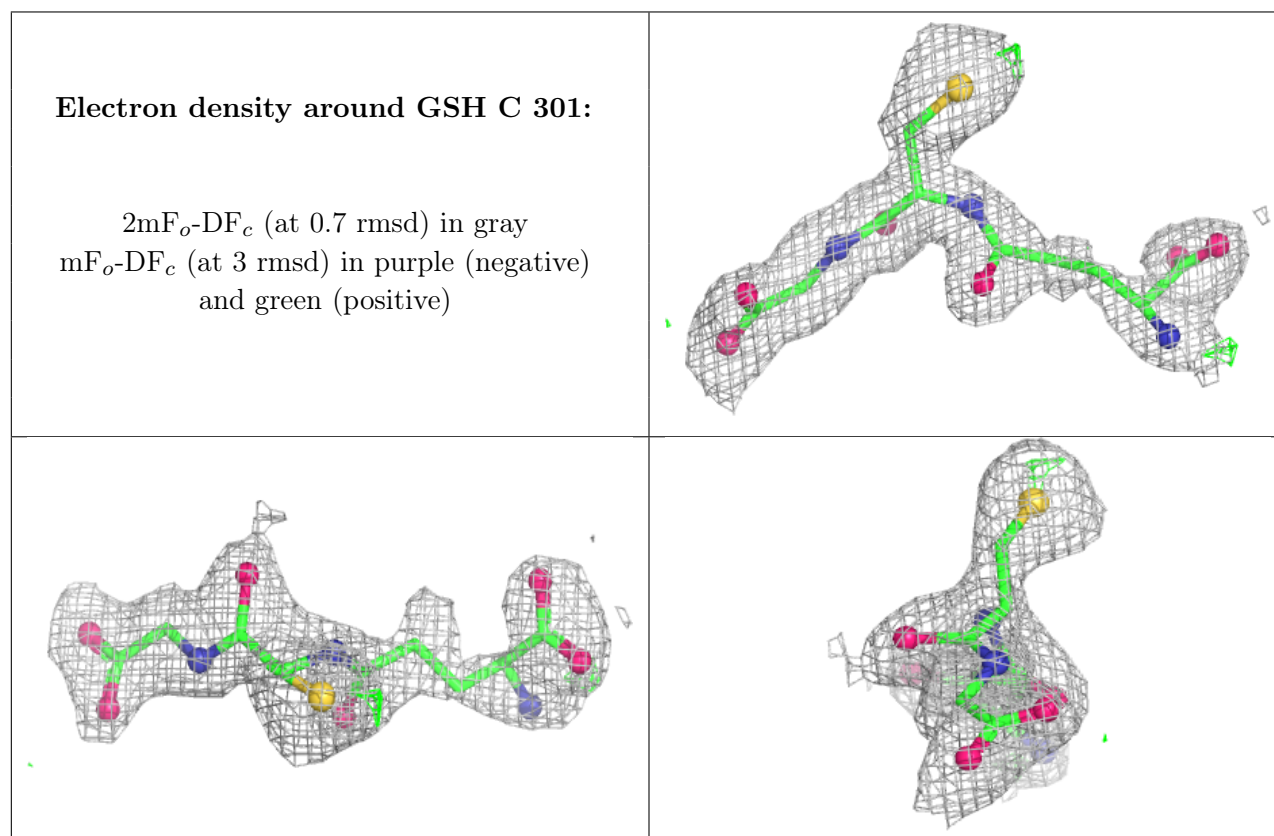 Electron density around GSH C 301:
2mFₒ-DF𝒸 (at 0.7 rmsd) in gray
mFₒ-DF𝒸 (at 3 rmsd) in purple (negative)
and green (positive)